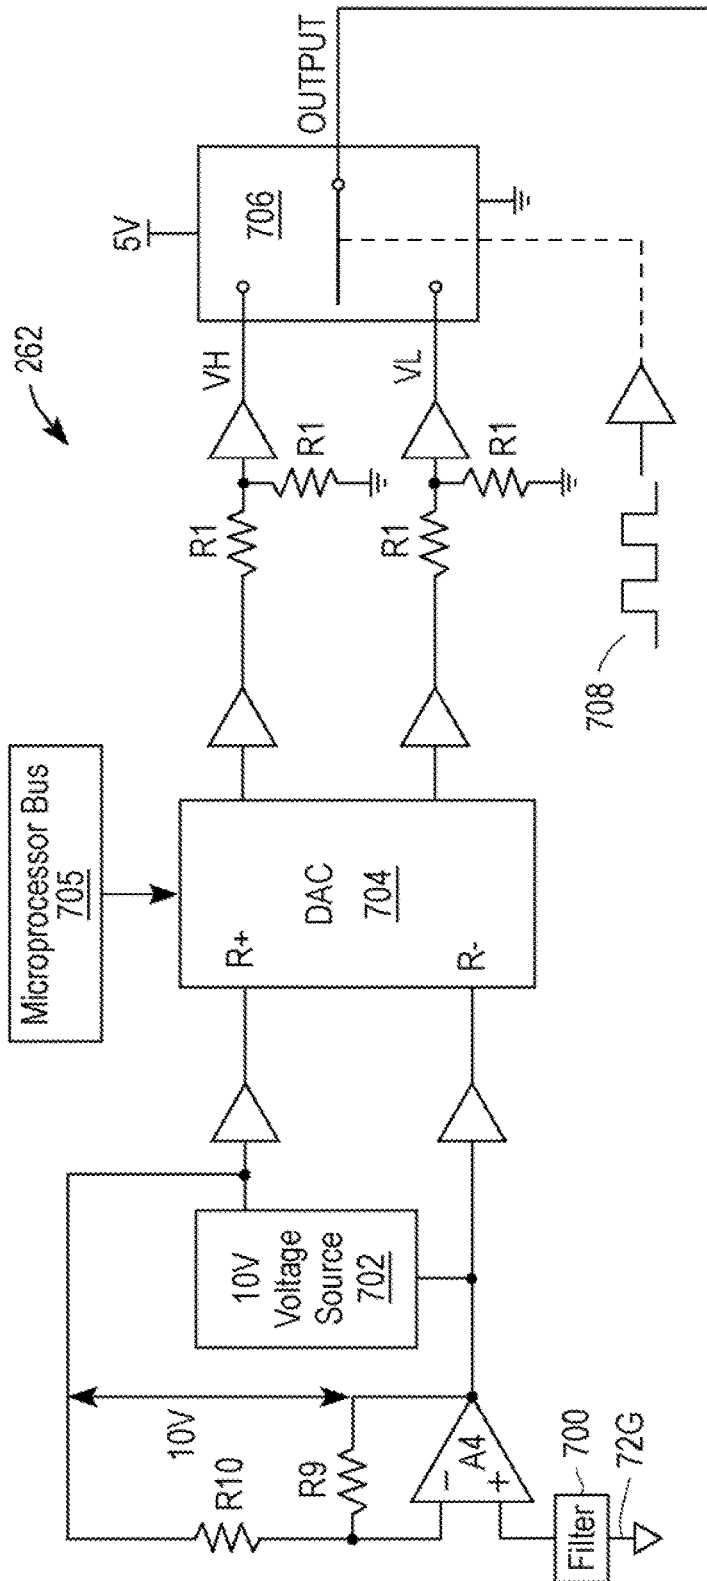 262
Microprocessor Bus
705
5V
OUTPUT
706
VH
VL
R1
R1
R1
R1
708
DAC
704
R+
R-
10V
Voltage
Source
702
10V
R10
R9
A4
−
+
Filter
700
72G